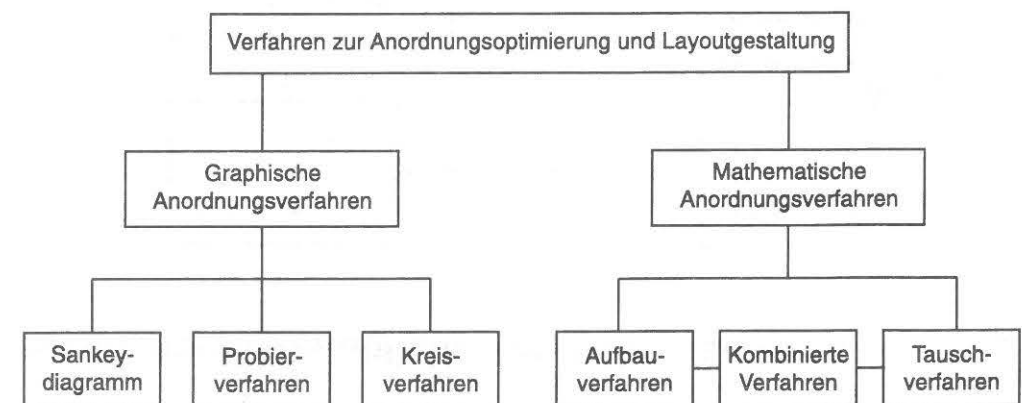 Verfahren zur Anordnungsoptimierung und Layoutgestaltung
Graphische
Anordnungsverfahren
Mathematische
Anordnungsverfahren
Sankey-
diagramm
Probier-
verfahren
Kreis-
verfahren
Aufbau-
verfahren
Kombinierte
Verfahren
Tausch-
verfahren